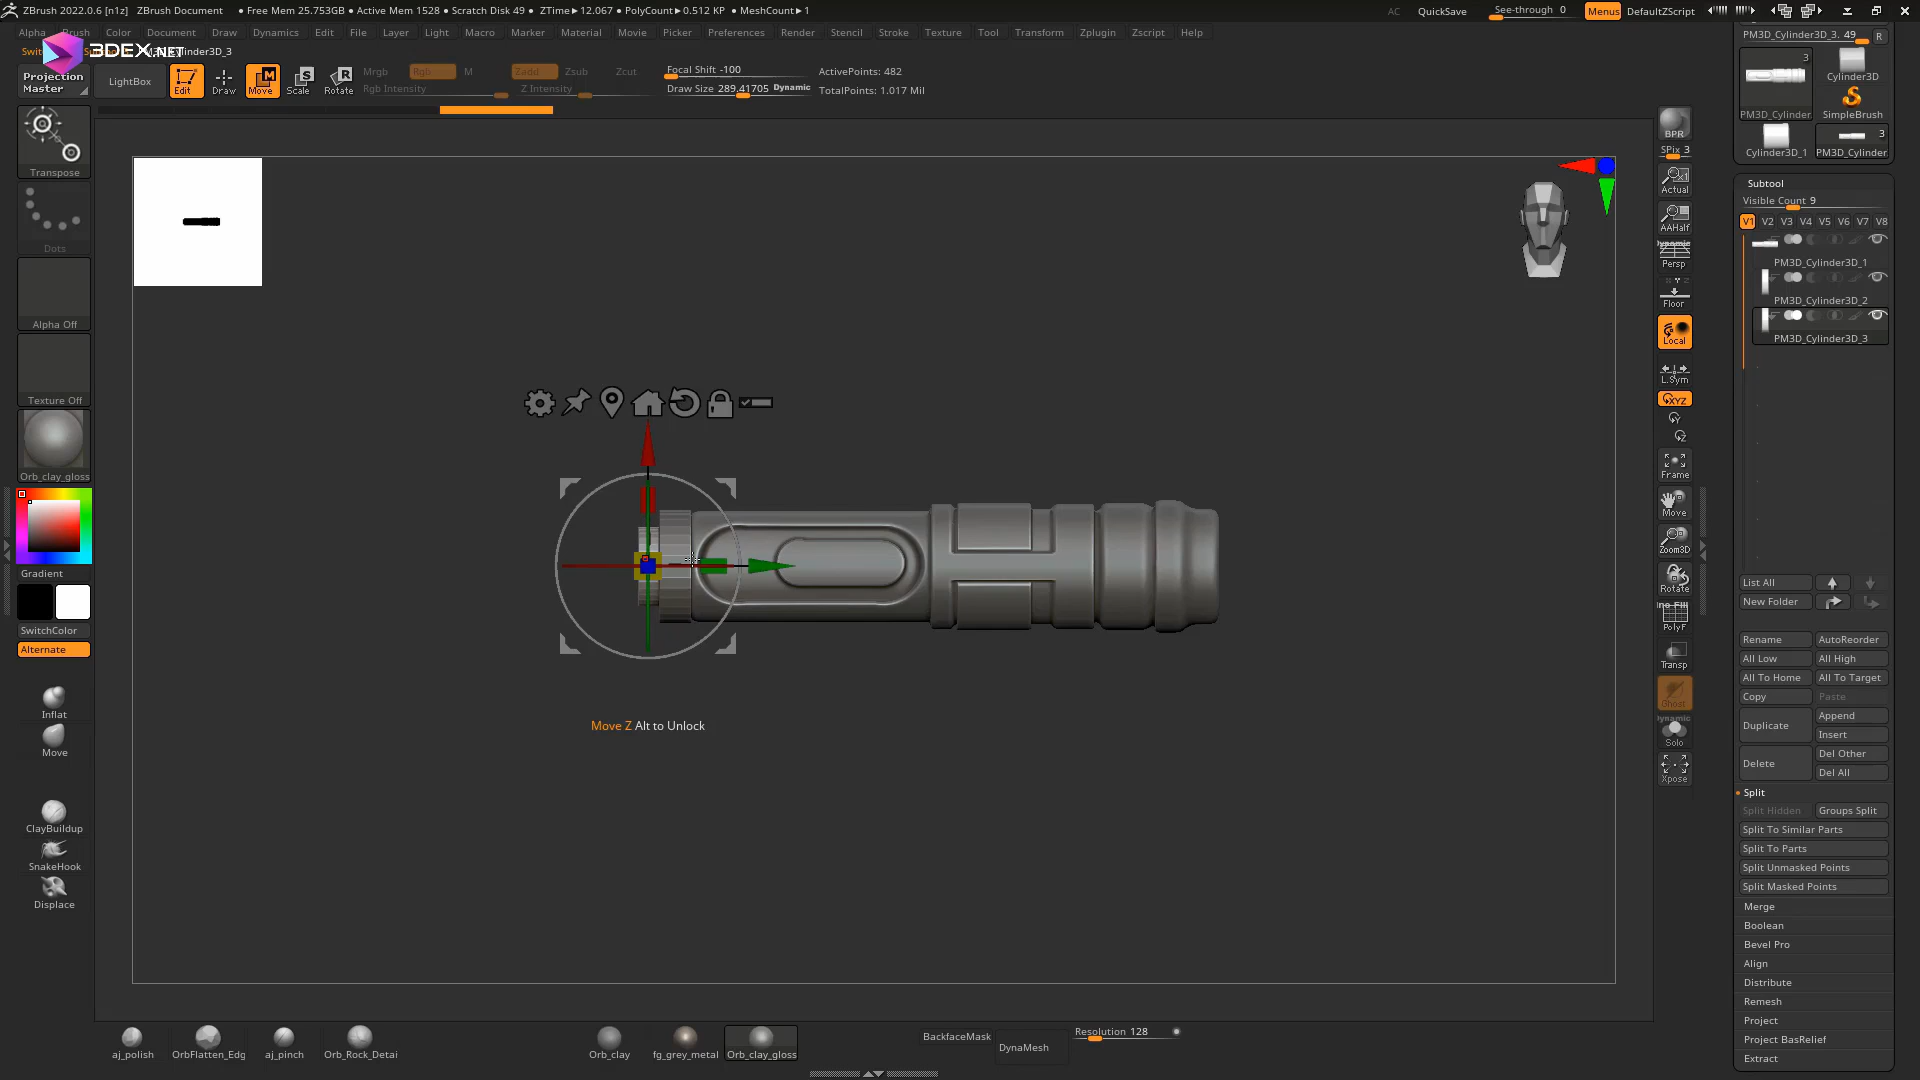 ZBrush 2022.0.6 [n1z] ZBrush Document • Free Mem 25.753GB • Active Mem 1528 • Scratch Disk 49 • ZTime►12.067 • PolyCount►0.512 KP • MeshCount►1 AC QuickSave See-through 0 Menus DefaultZScript
Alpha Brush Color Document Draw Dynamics Edit File Layer Light Macro Marker Material Movie Picker Preferences Render Stencil Stroke Texture Tool Transform Zplugin Zscript Help
3DEX.NET
Projection Master
LightBox
Edit
Draw
Move
Scale
Rotate
Mrgb Rgb M
Rgb Intensity
Zadd Zsub Zcut
Z Intensity
Focal Shift -100
Draw Size 289.41705 Dynamic
ActivePoints: 482
TotalPoints: 1.017 Mil
Transpose
Dots
Alpha Off
Texture Off
Orb_clay_gloss
Gradient
SwitchColor
Alternate
Inflat
Move
ClayBuildup
SnakeHook
Displace
Move Z Alt to Unlock
BPR
SPix 3
Actual
AAHalf
Dynamic
Persp
Floor
Local
L.Sym
XYZ
Y
Z
Frame
Move
Zoom3D
Rotate
PolyF
Transp
Ghost
Dynamic
Solo
Xpose
PM3D_Cylinder3D_3. 49 R
3
PM3D_Cylinder
Cylinder3D
SimpleBrush
Cylinder3D_1
3
PM3D_Cylinder
Subtool
Visible Count 9
V1 V2 V3 V4 V5 V6 V7 V8
PM3D_Cylinder3D_1
PM3D_Cylinder3D_2
PM3D_Cylinder3D_3
List All
New Folder
Rename AutoReorder
All Low All High
All To Home All To Target
Copy Paste
Duplicate Append
Insert
Delete Del Other
Del All
Split
Split Hidden Groups Split
Split To Similar Parts
Split To Parts
Split Unmasked Points
Split Masked Points
Merge
Boolean
Bevel Pro
Align
Distribute
Remesh
Project
Project BasRelief
Extract
aj_polish OrbFlatten_Edg aj_pinch Orb_Rock_Detai Orb_clay fg_grey_metal Orb_clay_gloss
BackfaceMask
DynaMesh
Resolution 128